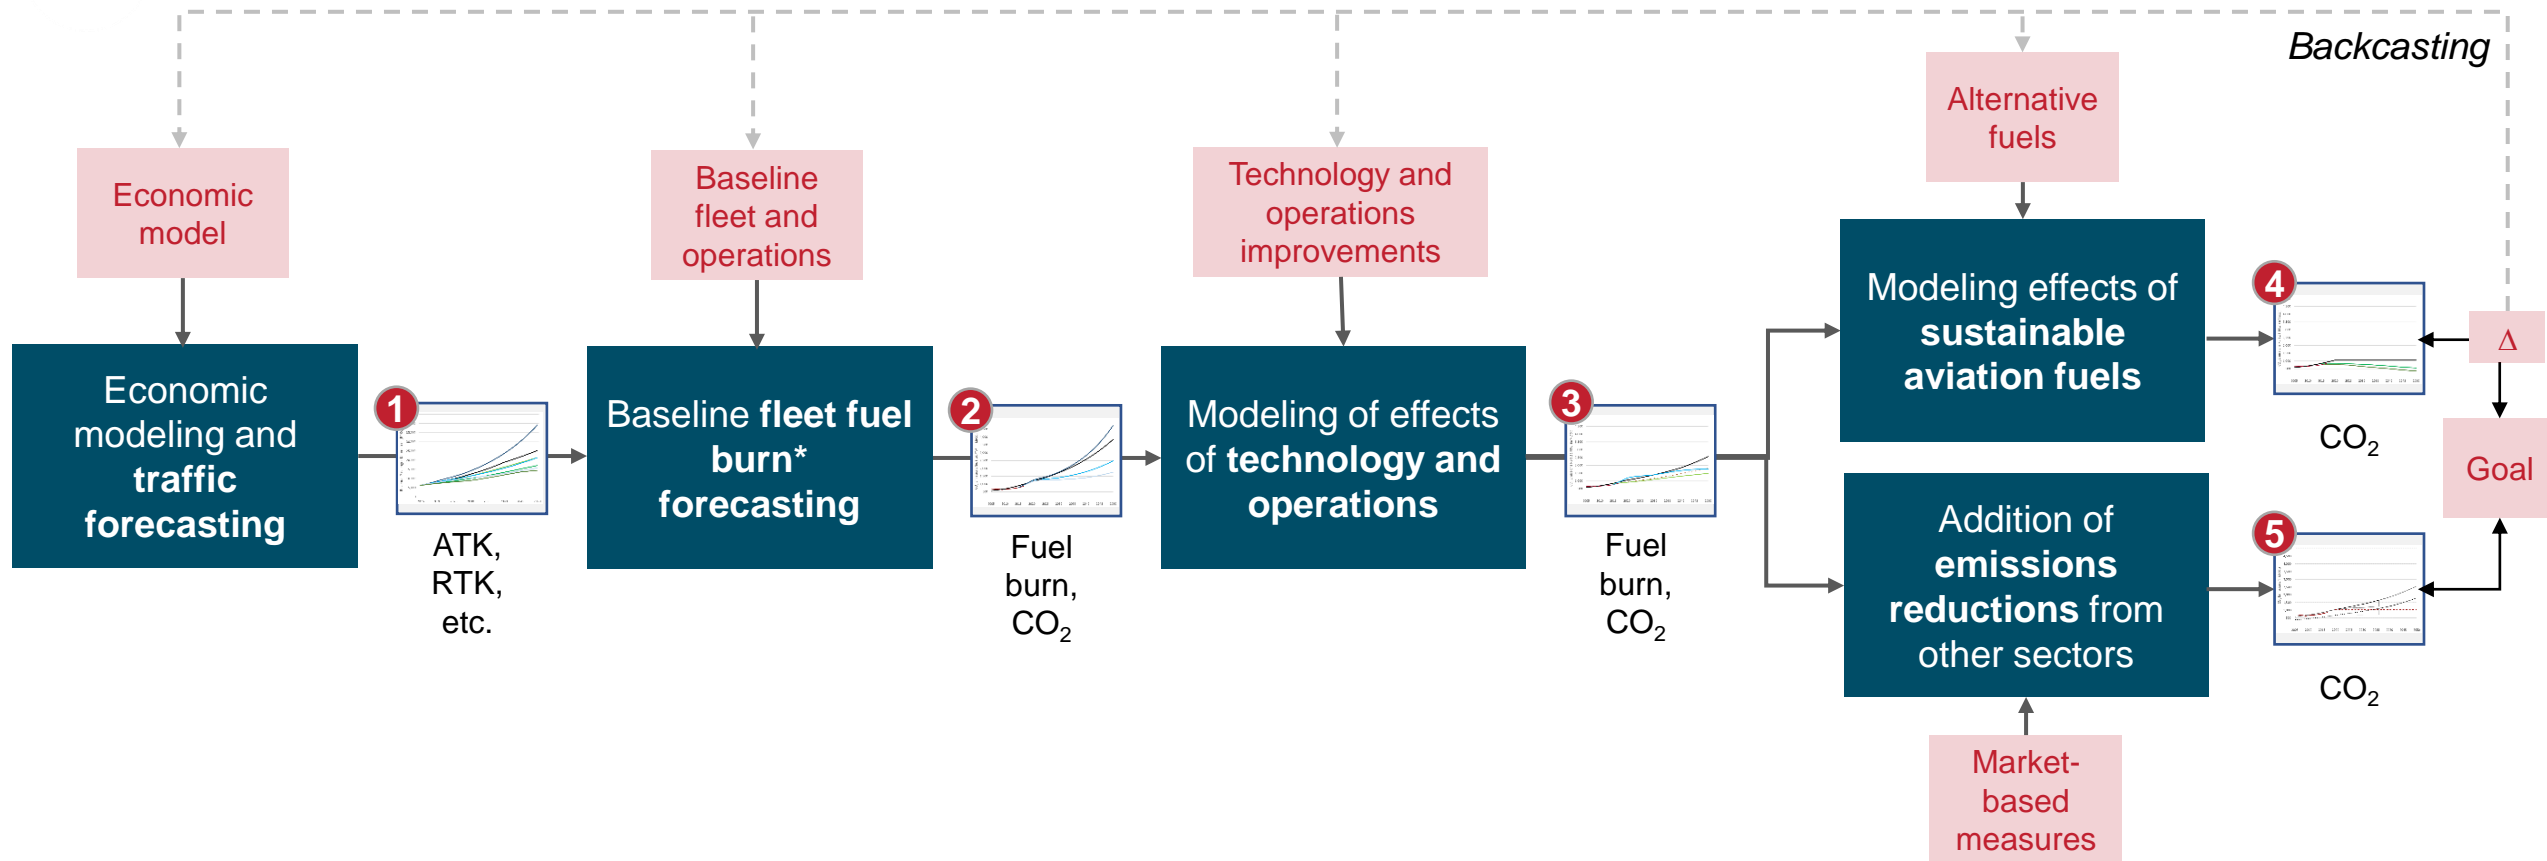 Backcasting
Alternative
fuels
Economic
model
Baseline
fleet and
operations
Technology and
operations
improvements
Economic
modeling and
traffic
forecasting
1
ATK,
RTK,
etc.
Baseline fleet fuel
burn*
forecasting
2
Fuel
burn,
CO₂
Modeling of effects
of technology and
operations
3
Fuel
burn,
CO₂
Modeling effects of
sustainable
aviation fuels
4
CO₂
Δ
Goal
Addition of
emissions
reductions from
other sectors
5
CO₂
Market-
based
measures